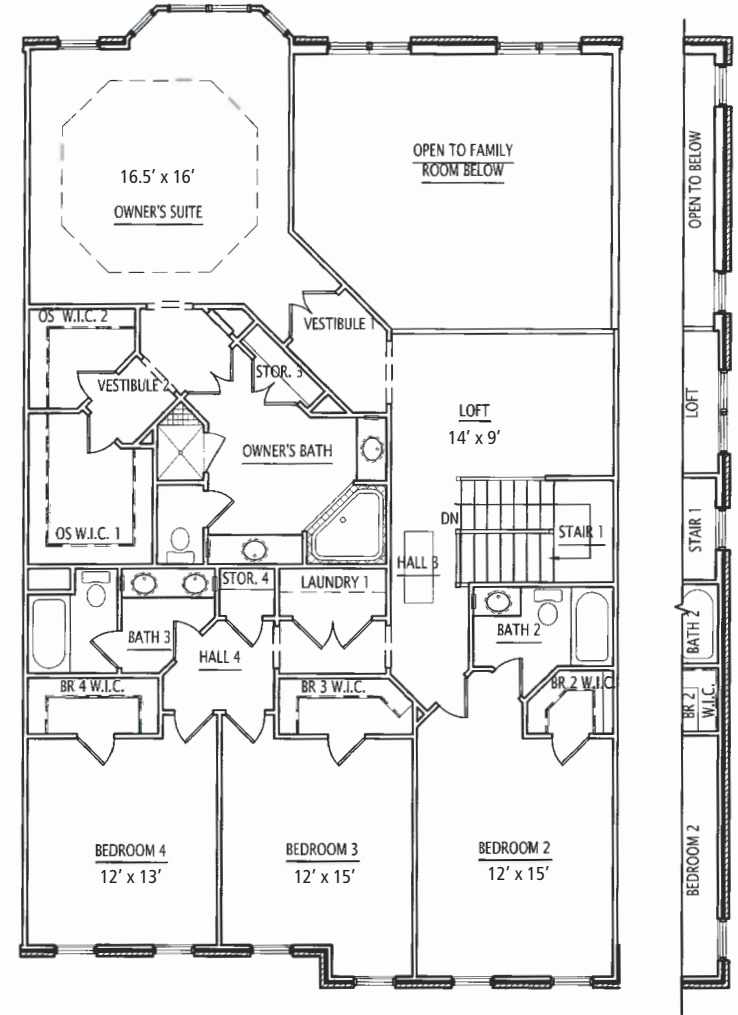 OPEN TO FAMILY
ROOM BELOW
16.5’ x 16’
OWNER'S SUITE
OPEN TO BELOW
OS W.I.C. 2
VESTIBULE 1
STOR. 3
VESTIBULE 2
LOFT
14’ x 9’
LOFT
OWNER'S BATH
OS W.I.C. 1
DN
STAIR 1
STAIR 1
HALL 3
STOR. 4
LAUNDRY 1
BATH 3
HALL 4
BATH 2
BATH 2
BR 4 W.I.C.
BR 3 W.I.C.
BR 2 W.I.C.
BR 2
W.I.C.
BEDROOM 4
12’ x 13’
BEDROOM 3
12’ x 15’
BEDROOM 2
12’ x 15’
BEDROOM 2